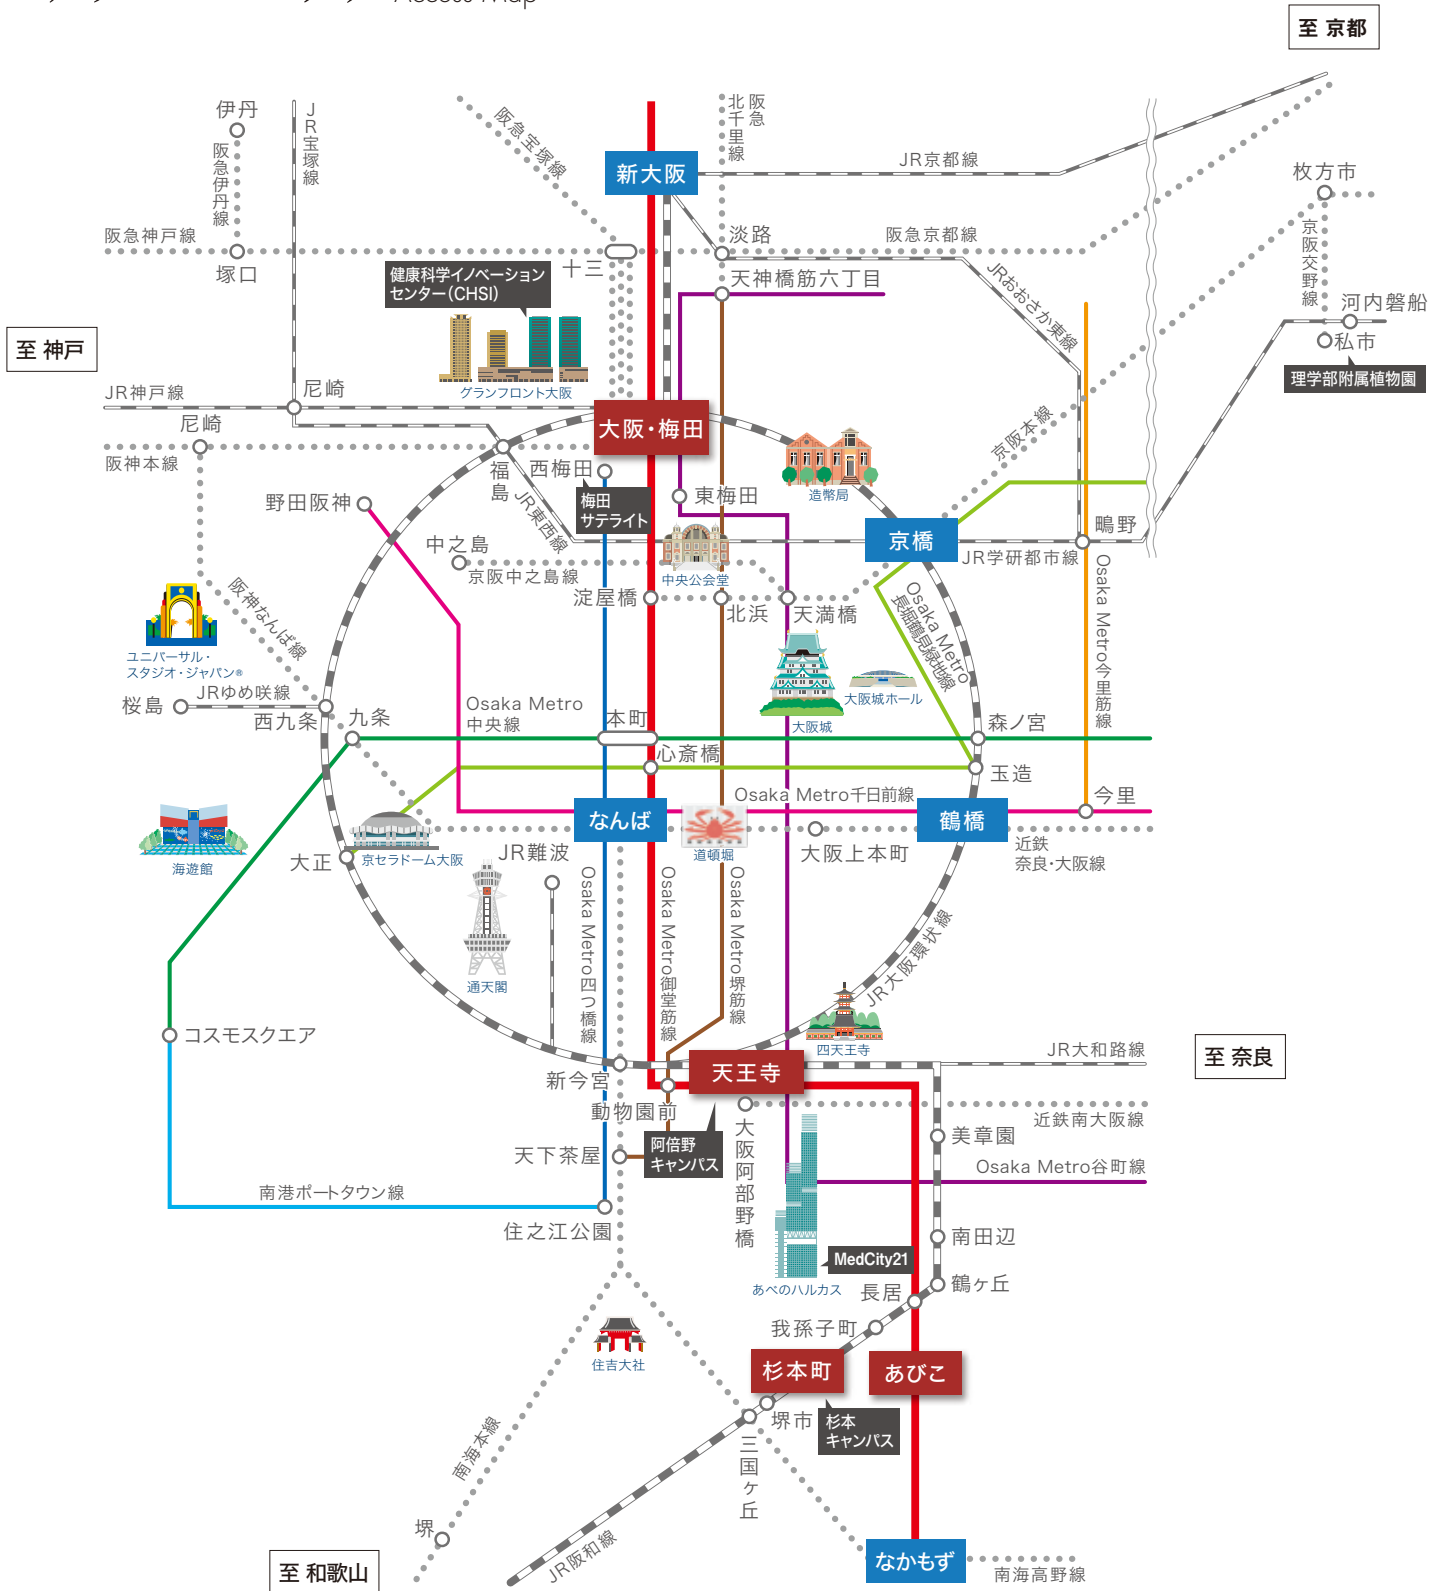 Access Map
至 京都
伊丹
阪急伊丹線
JR宝塚線
阪急宝塚線
阪急
北千里線
新大阪
JR京都線
枚方市
阪急神戸線
塚口
十三
淡路
阪急京都線
京阪交野線
健康科学イノベーション
センター(CHSI)
天神橋筋六丁目
JRおおさか東線
河内磐船
私市
至 神戸
理学部附属植物園
グランフロント大阪
JR神戸線
尼崎
尼崎
阪神本線
大阪・梅田
京阪本線
福島
西梅田
梅田
サテライト
東梅田
造幣局
野田阪神
JR東西線
京橋
鴫野
JR学研都市線
中之島
京阪中之島線
中央公会堂
淀屋橋
北浜
天満橋
Osaka Metro
長堀鶴見緑地線
Osaka Metro今里筋線
阪神なんば線
ユニバーサル・
スタジオ・ジャパン®
桜島
JRゆめ咲線
西九条
九条
Osaka Metro
中央線
本町
大阪城
大阪城ホール
森ノ宮
心斎橋
玉造
Osaka Metro千日前線
今里
なんば
道頓堀
鶴橋
大阪上本町
近鉄
奈良・大阪線
海遊館
大正
京セラドーム大阪
JR難波
通天閣
Osaka Metro四つ橋線
Osaka Metro御堂筋線
Osaka Metro堺筋線
JR大阪環状線
四天王寺
コスモスクエア
新今宮
天王寺
JR大和路線
至 奈良
動物園前
阿倍野
キャンパス
大阪阿部野橋
近鉄南大阪線
美章園
天下茶屋
Osaka Metro谷町線
南港ポートタウン線
住之江公園
南田辺
MedCity21
あべのハルカス
長居
鶴ヶ丘
我孫子町
住吉大社
杉本町
あびこ
堺市
杉本
キャンパス
三国ヶ丘
南海本線
堺
JR阪和線
なかもず
南海高野線
至 和歌山